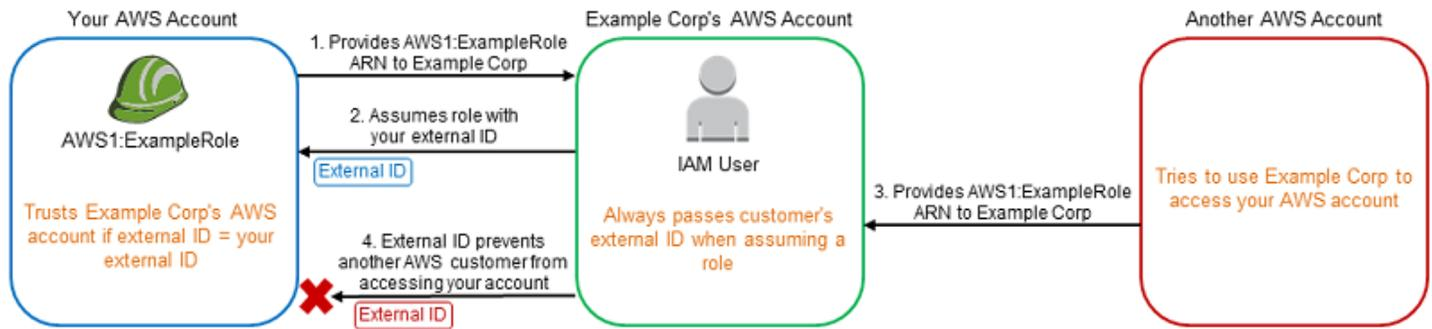 Your AWS Account
Example Corp's AWS Account
Another AWS Account
1. Provides AWS1:ExampleRole
ARN to Example Corp
AWS1:ExampleRole
2. Assumes role with
your external ID
External ID
IAM User
Trusts Example Corp's AWS
account if external ID = your
external ID
Always passes customer's
external ID when assuming a
role
3. Provides AWS1:ExampleRole
ARN to Example Corp
Tries to use Example Corp to
access your AWS account
4. External ID prevents
another AWS customer from
accessing your account
External ID